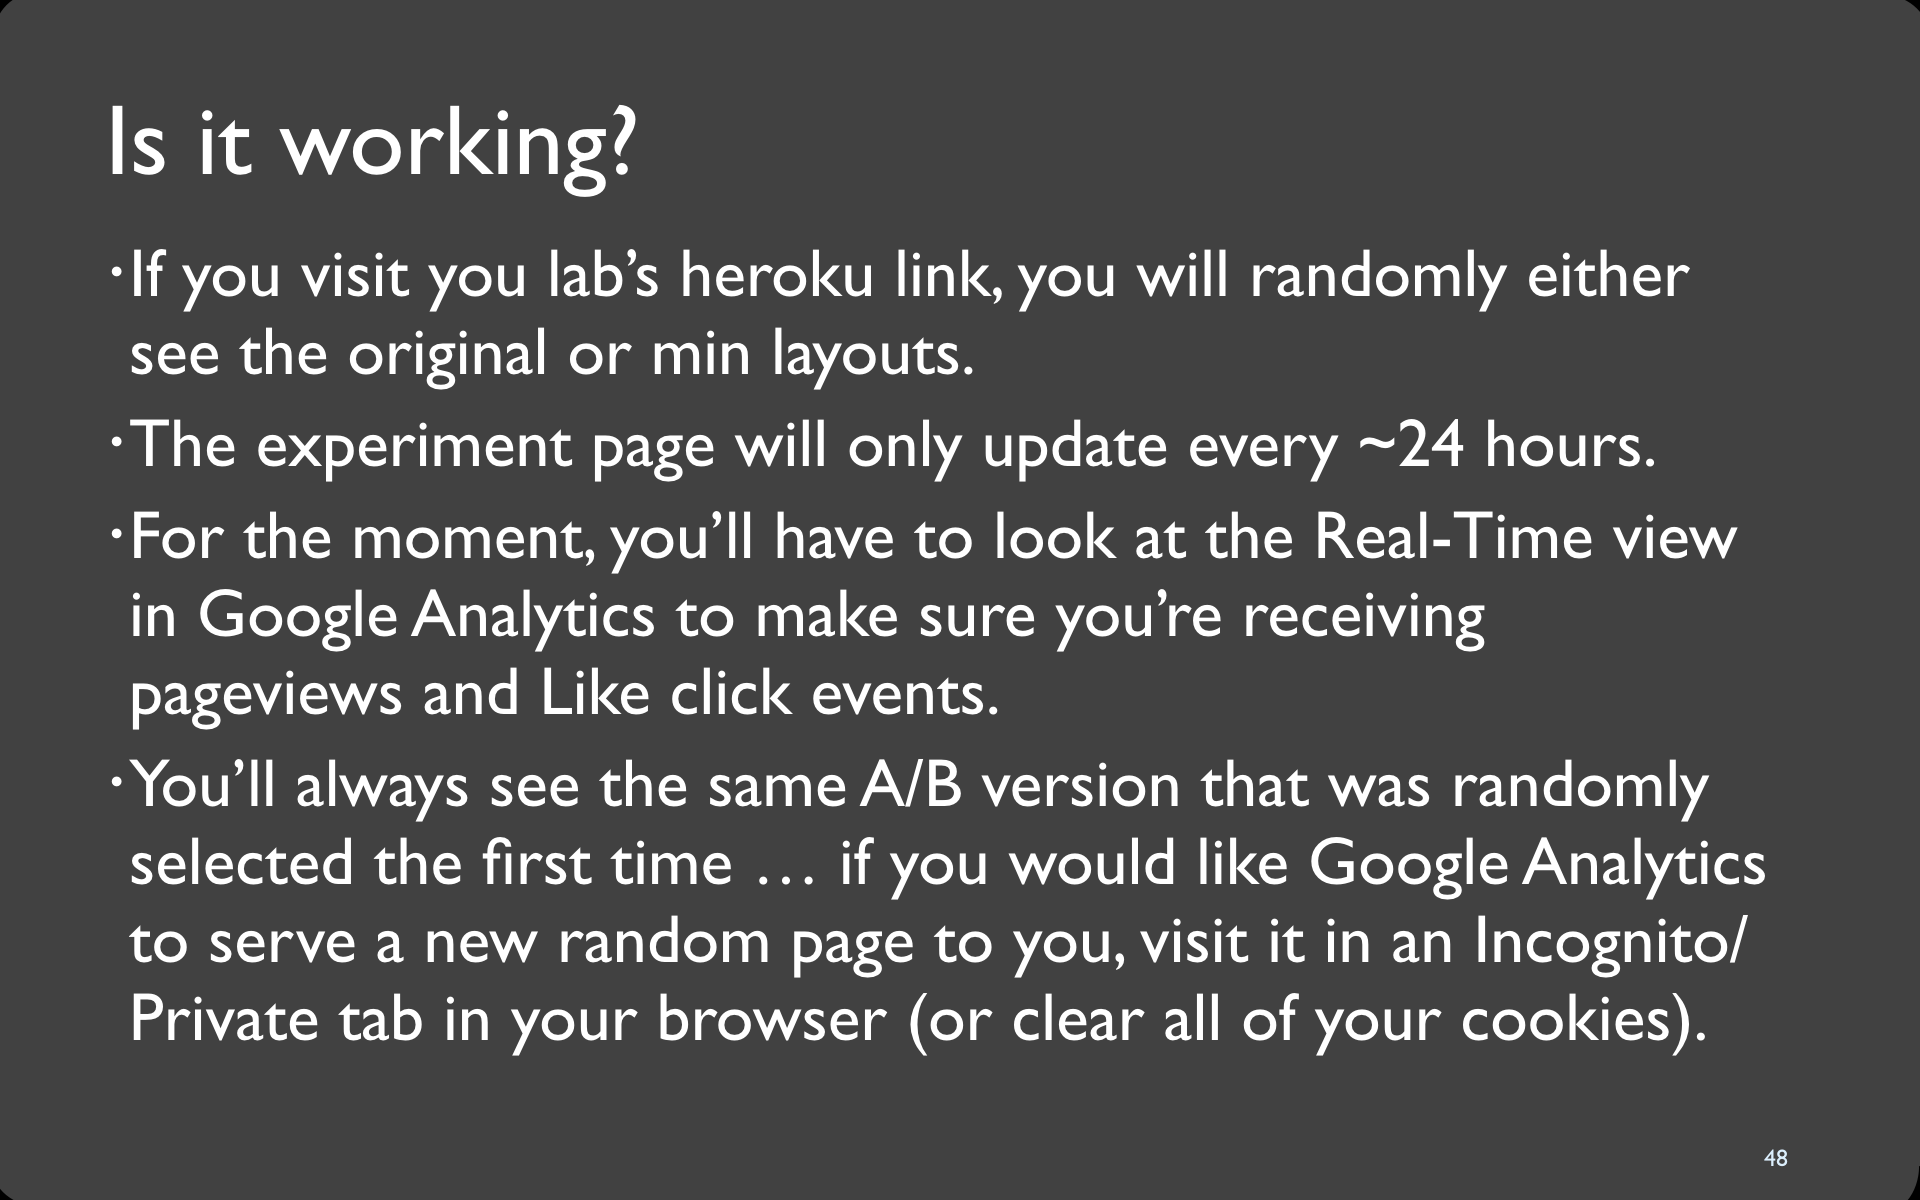 Is it working?
•If you visit you lab’s heroku link, you will randomly either
see the original or min layouts.
•The experiment page will only update every ~24 hours.
•For the moment, you’ll have to look at the Real-Time view
in Google Analytics to make sure you’re receiving
pageviews and Like click events.
•You’ll always see the same A/B version that was randomly
selected the first time … if you would like Google Analytics
to serve a new random page to you, visit it in an Incognito/
Private tab in your browser (or clear all of your cookies).
48